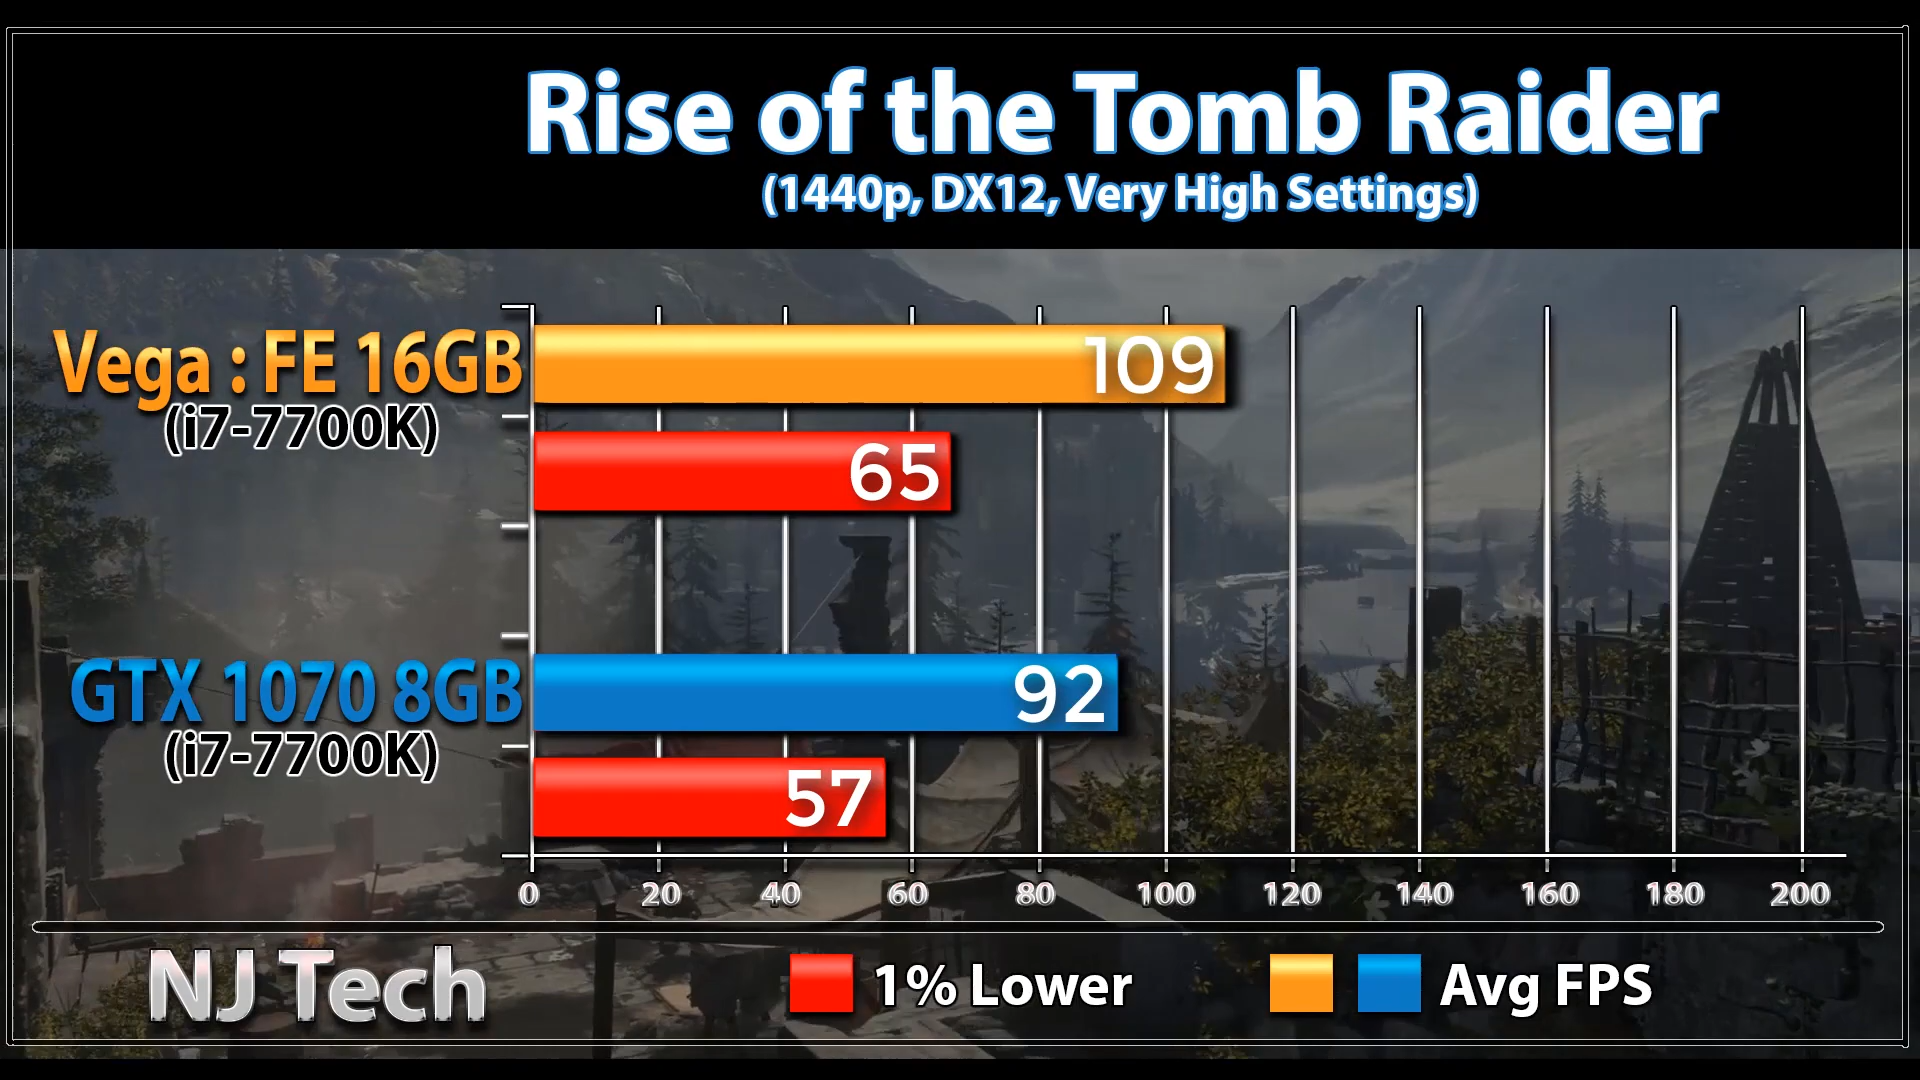 Rise of the Tomb Raider
(1440p, DX12, Very High Settings)
Vega : FE 16GB
(i7-7700K)
109
65
GTX 1070 8GB
(i7-7700K)
92
57
0 20 40 60 80 100 120 140 160 180 200
NJ Tech
1% Lower
Avg FPS